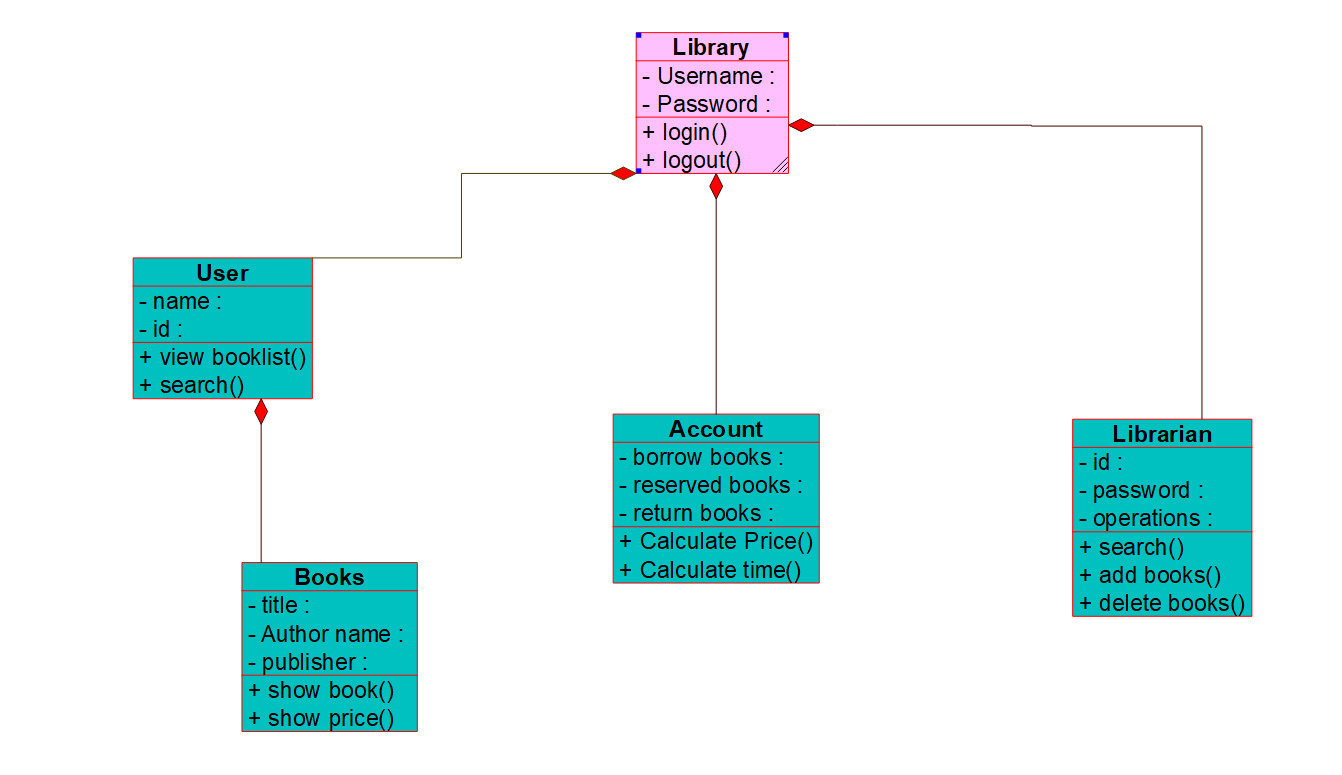 Library
- Username :
- Password :
+ login()
+ logout()
User
- name :
- id :
+ view booklist()
+ search()
Account
- borrow books :
- reserved books :
- return books :
+ Calculate Price()
+ Calculate time()
Librarian
- id :
- password :
- operations :
+ search()
+ add books()
+ delete books()
Books
- title :
- Author name :
- publisher :
+ show book()
+ show price()